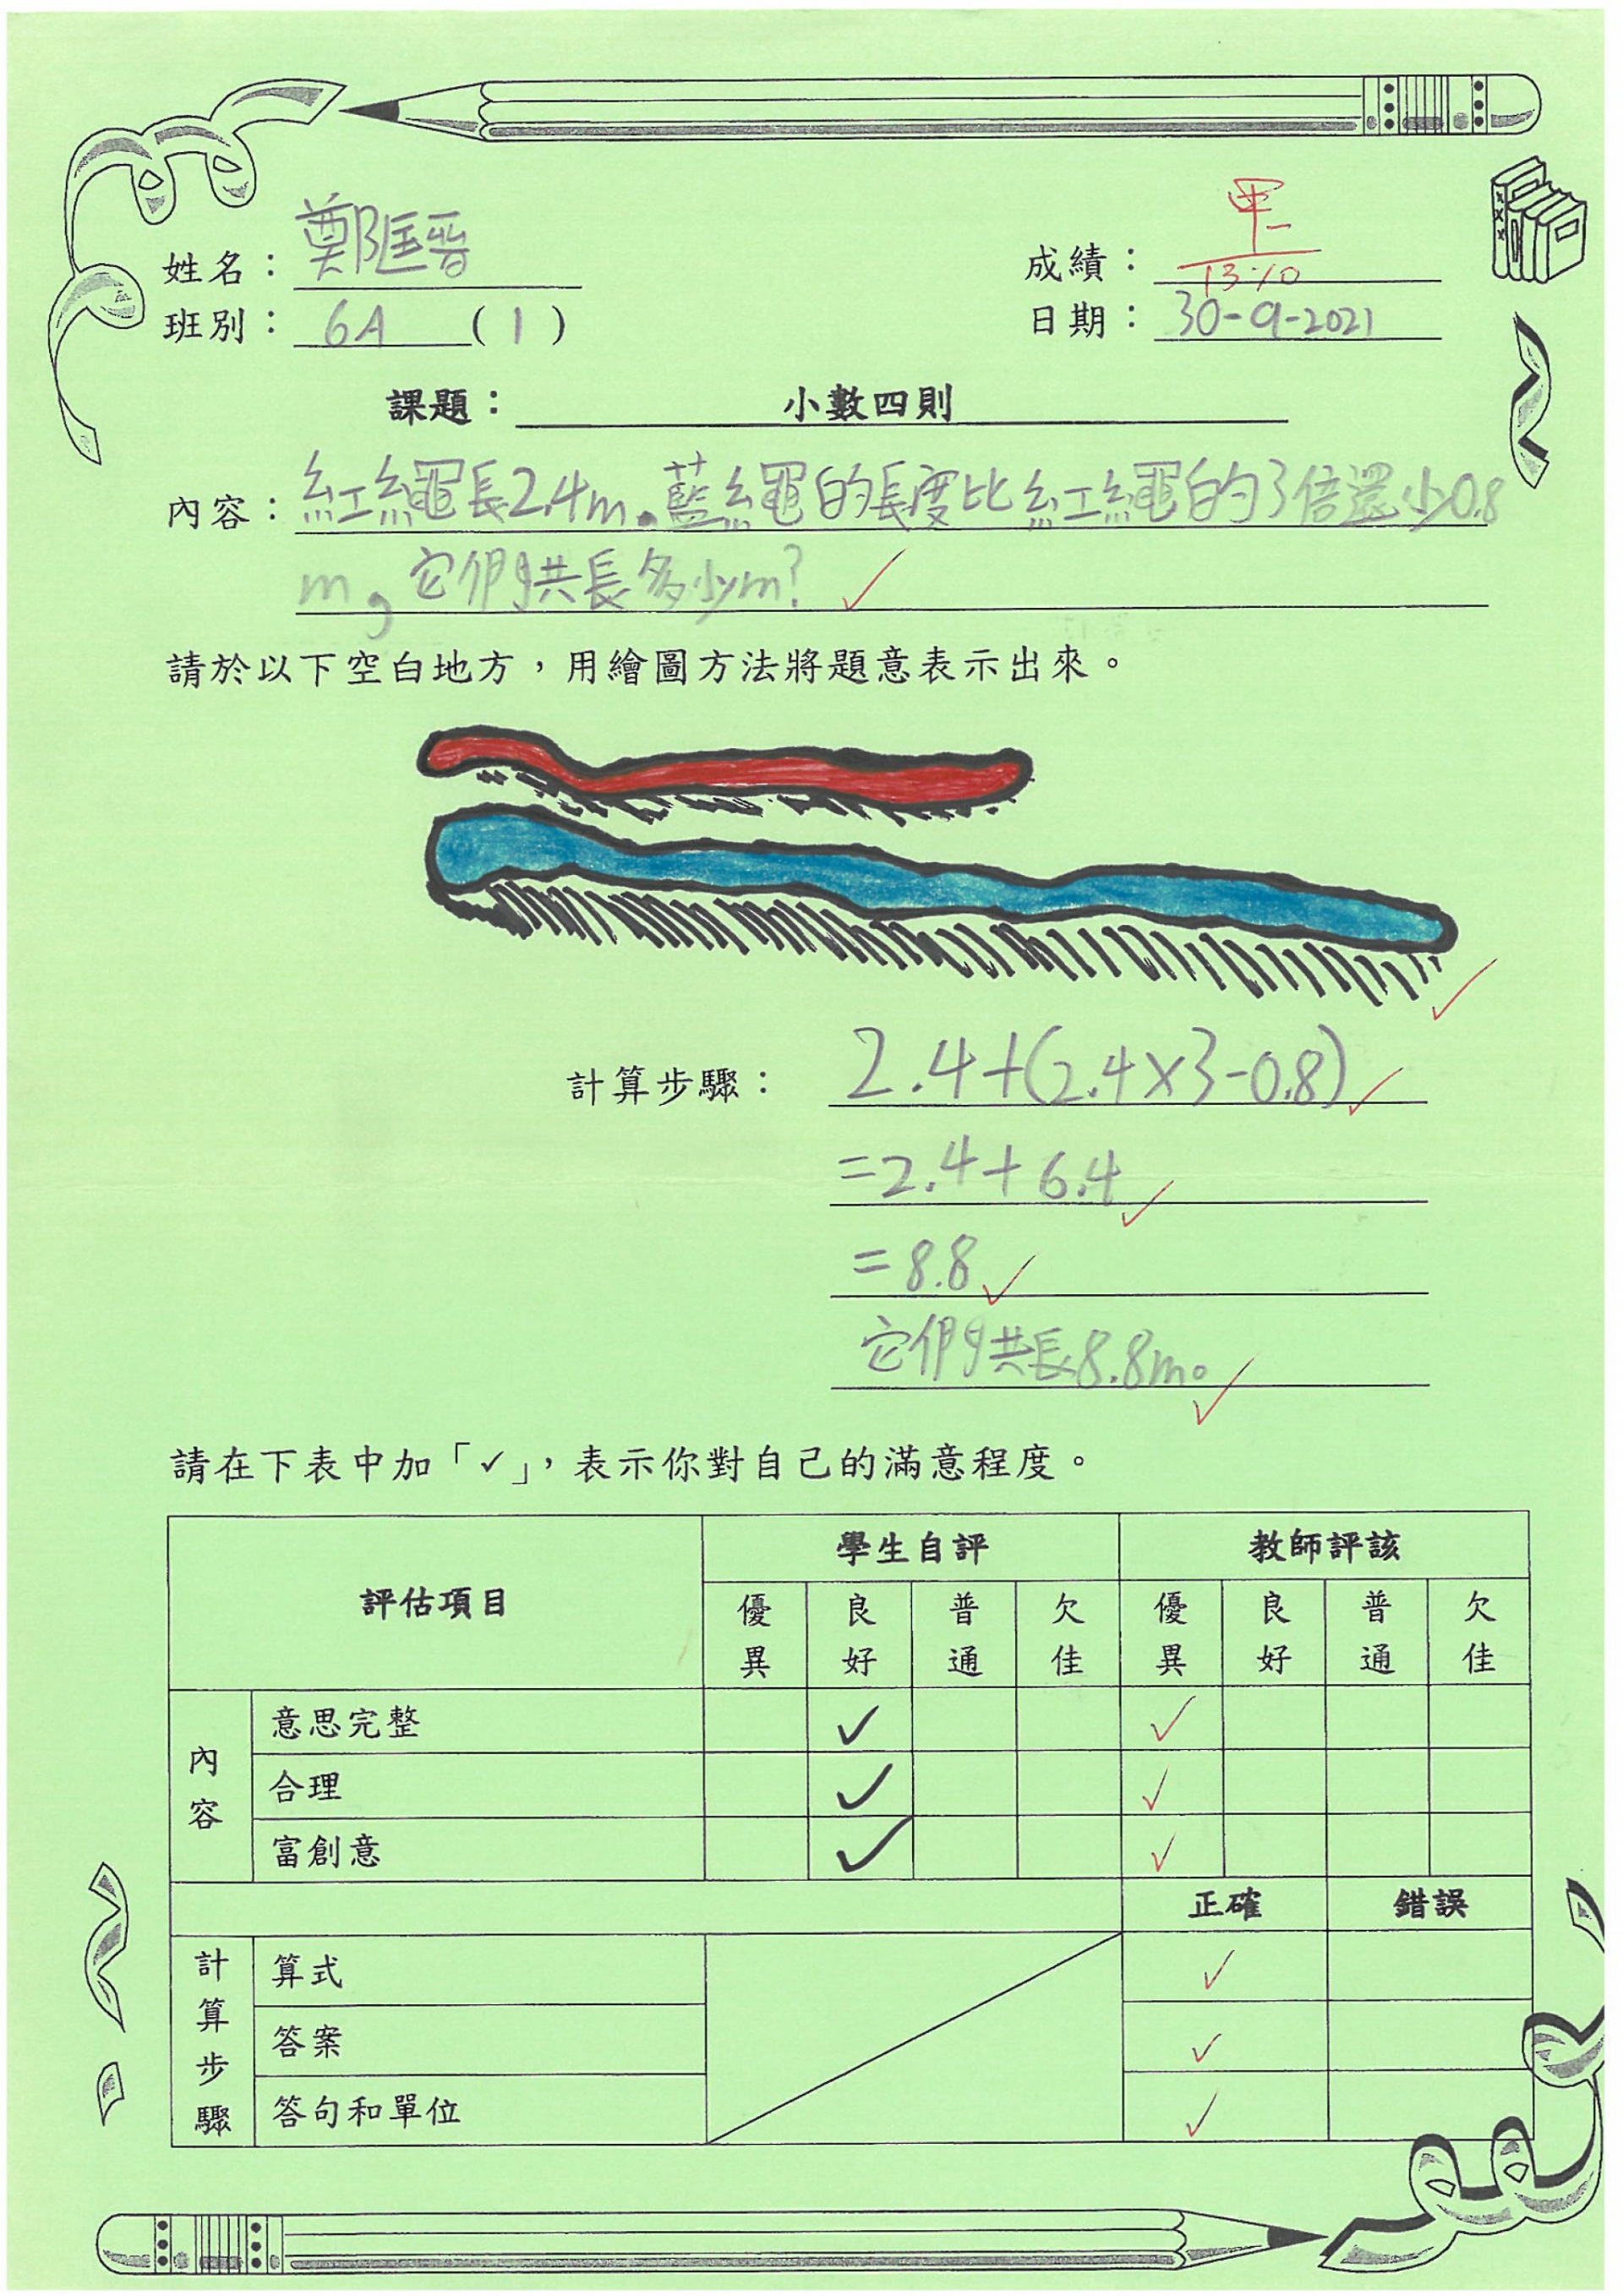 姓名：鄭匡晉
成績：甲-
班別：6A (1)
日期：30-9-2021
課題：小數四則
內容：紅繩長2.4m。藍繩的長度比紅繩的3倍還少0.8
m，它們共長多少m?
請於以下空白地方，用繪圖方法將題意表示出來。
計算步驟：2.4+(2.4×3-0.8)
=2.4+6.4
=8.8
它們共長8.8m。
請在下表中加「✓」，表示你對自己的滿意程度。
評估項目 學生自評 教師評該
優異 良好 普通 欠佳 優異 良好 普通 欠佳
內容
意思完整 ✓ ✓
合理 ✓ ✓
富創意 ✓ ✓
正確 錯誤
計算步驟
算式 ✓
答案 ✓
答句和單位 ✓